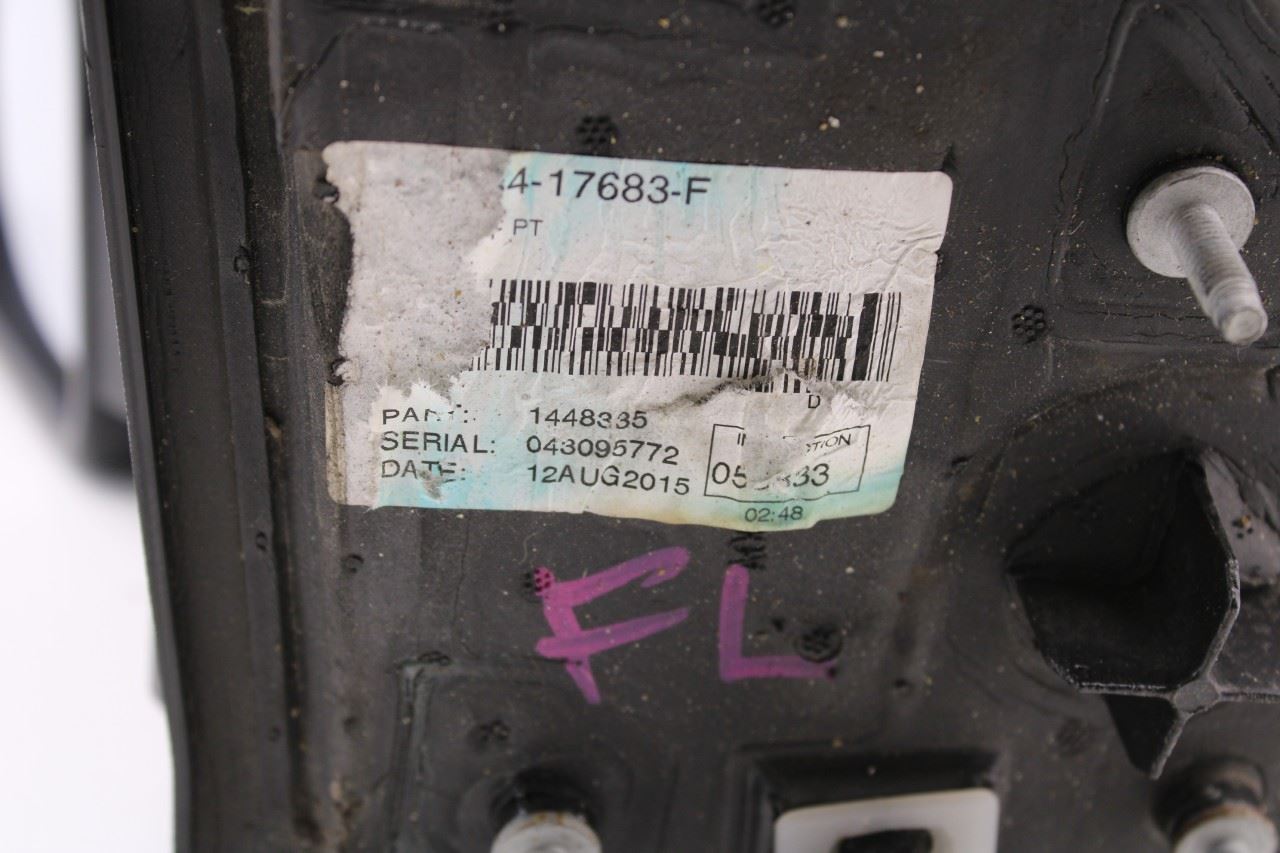 4-17683-F
PT
D
PART: 1448335
SERIAL: 043095772
DATE: 12AUG2015
02:48
FL